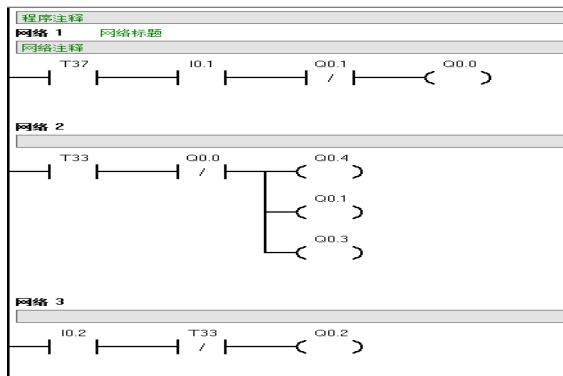 程序注释
网络 1 网络标题
网络注释
T37 I0.1 Q0.1 Q0.0
网络 2
T33 Q0.0 Q0.4
Q0.1
Q0.3
网络 3
I0.2 T33 Q0.2